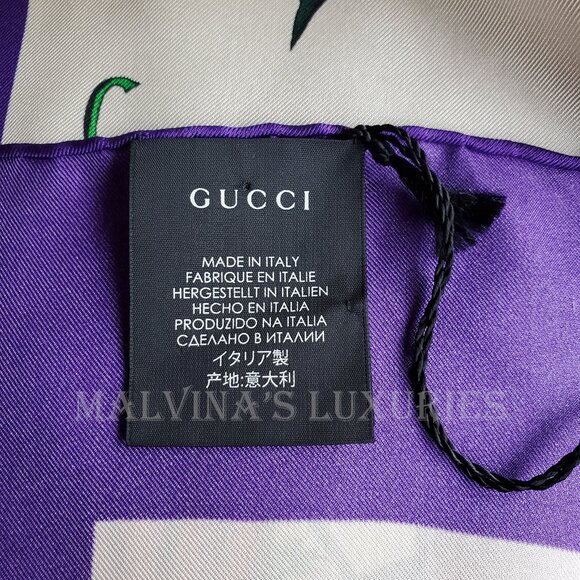 GUCCI
MADE IN ITALY
FABRIQUE EN ITALIE
HERGESTELLT IN ITALIEN
HECHO EN ITALIA
PRODUZIDO NA ITALIA
СДЕЛАНО В ИТАЛИИ
イタリア製
产地:意大利
MALVINA'S LUXURIES